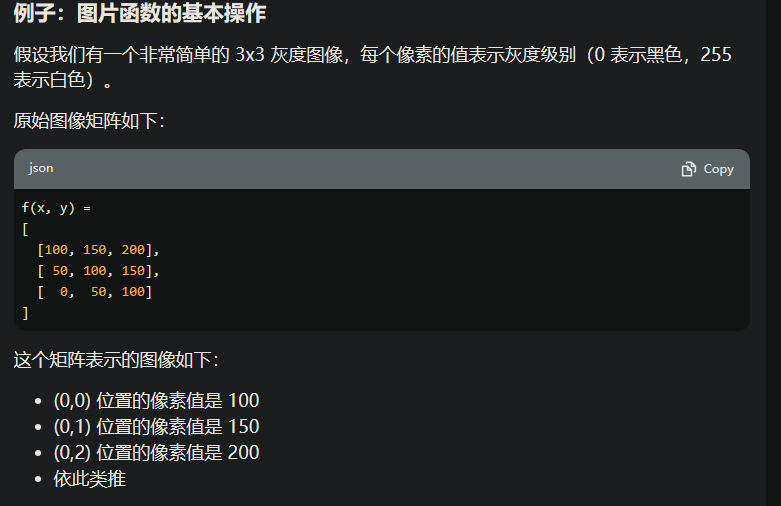 例子：图片函数的基本操作
假设我们有一个非常简单的 3x3 灰度图像，每个像素的值表示灰度级别（0 表示黑色，255
表示白色）。
原始图像矩阵如下：
json Copy
f(x, y) =
[
  [100, 150, 200],
  [ 50, 100, 150],
  [  0,  50, 100]
]
这个矩阵表示的图像如下：
• (0,0) 位置的像素值是 100
• (0,1) 位置的像素值是 150
• (0,2) 位置的像素值是 200
• 依此类推